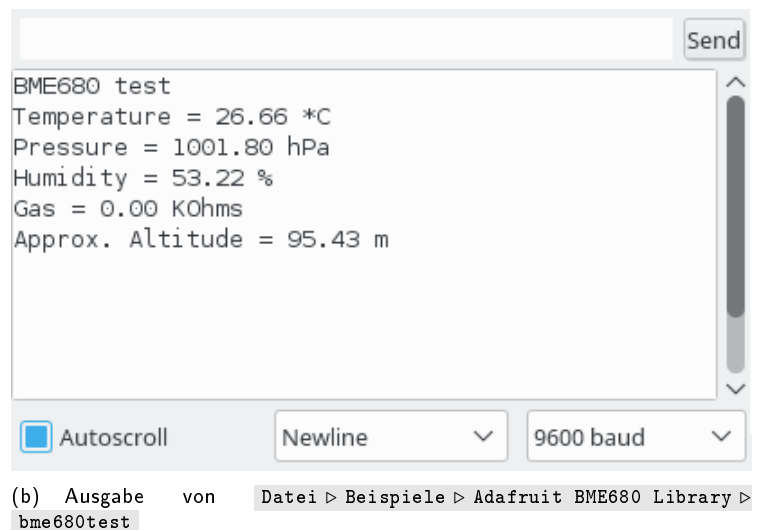 Send
BME680 test
Temperature = 26.66 *C
Pressure = 1001.80 hPa
Humidity = 53.22 %
Gas = 0.00 KOhms
Approx. Altitude = 95.43 m
Autoscroll Newline 9600 baud
(b) Ausgabe von Datei ▷ Beispiele ▷ Adafruit BME680 Library ▷
bme680test